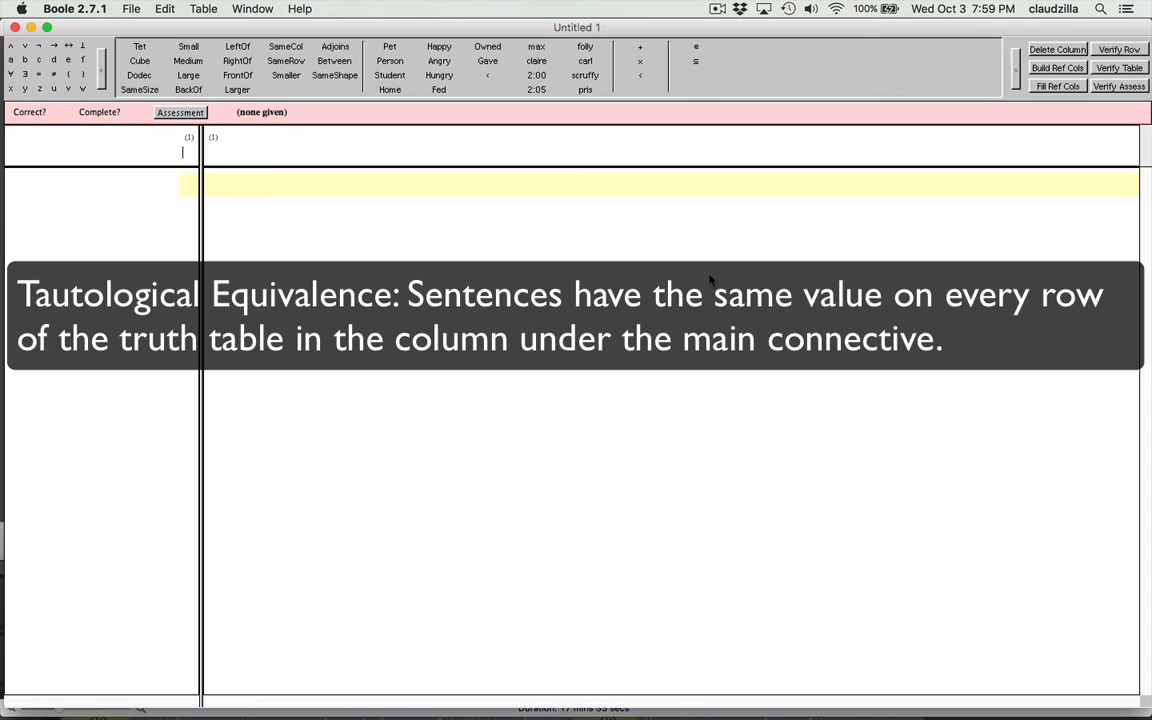 Boole 2.7.1 File Edit Table Window Help 100% Wed Oct 3 7:59 PM claudzilla
Untitled 1
∧ ∨ ¬ → ↔ ⊥ Tet Small LeftOf SameCol Adjoins Pet Happy Owned max folly + ∈ Delete Column Verify Row
a b c d e f Cube Medium RightOf SameRow Between Person Angry Gave claire carl x ⊆ Build Ref Cols Verify Table
∀ ∃ = ≠ ( ) Dodec Large FrontOf Smaller SameShape Student Hungry < 2:00 scruffy < Fill Ref Cols Verify Assess
x y z u v w SameSize BackOf Larger Home Fed 2:05 pris
Correct? Complete? Assessment (none given)
(1) (1)
Tautological Equivalence: Sentences have the same value on every row
of the truth table in the column under the main connective.
Duration: 17 mins 33 secs